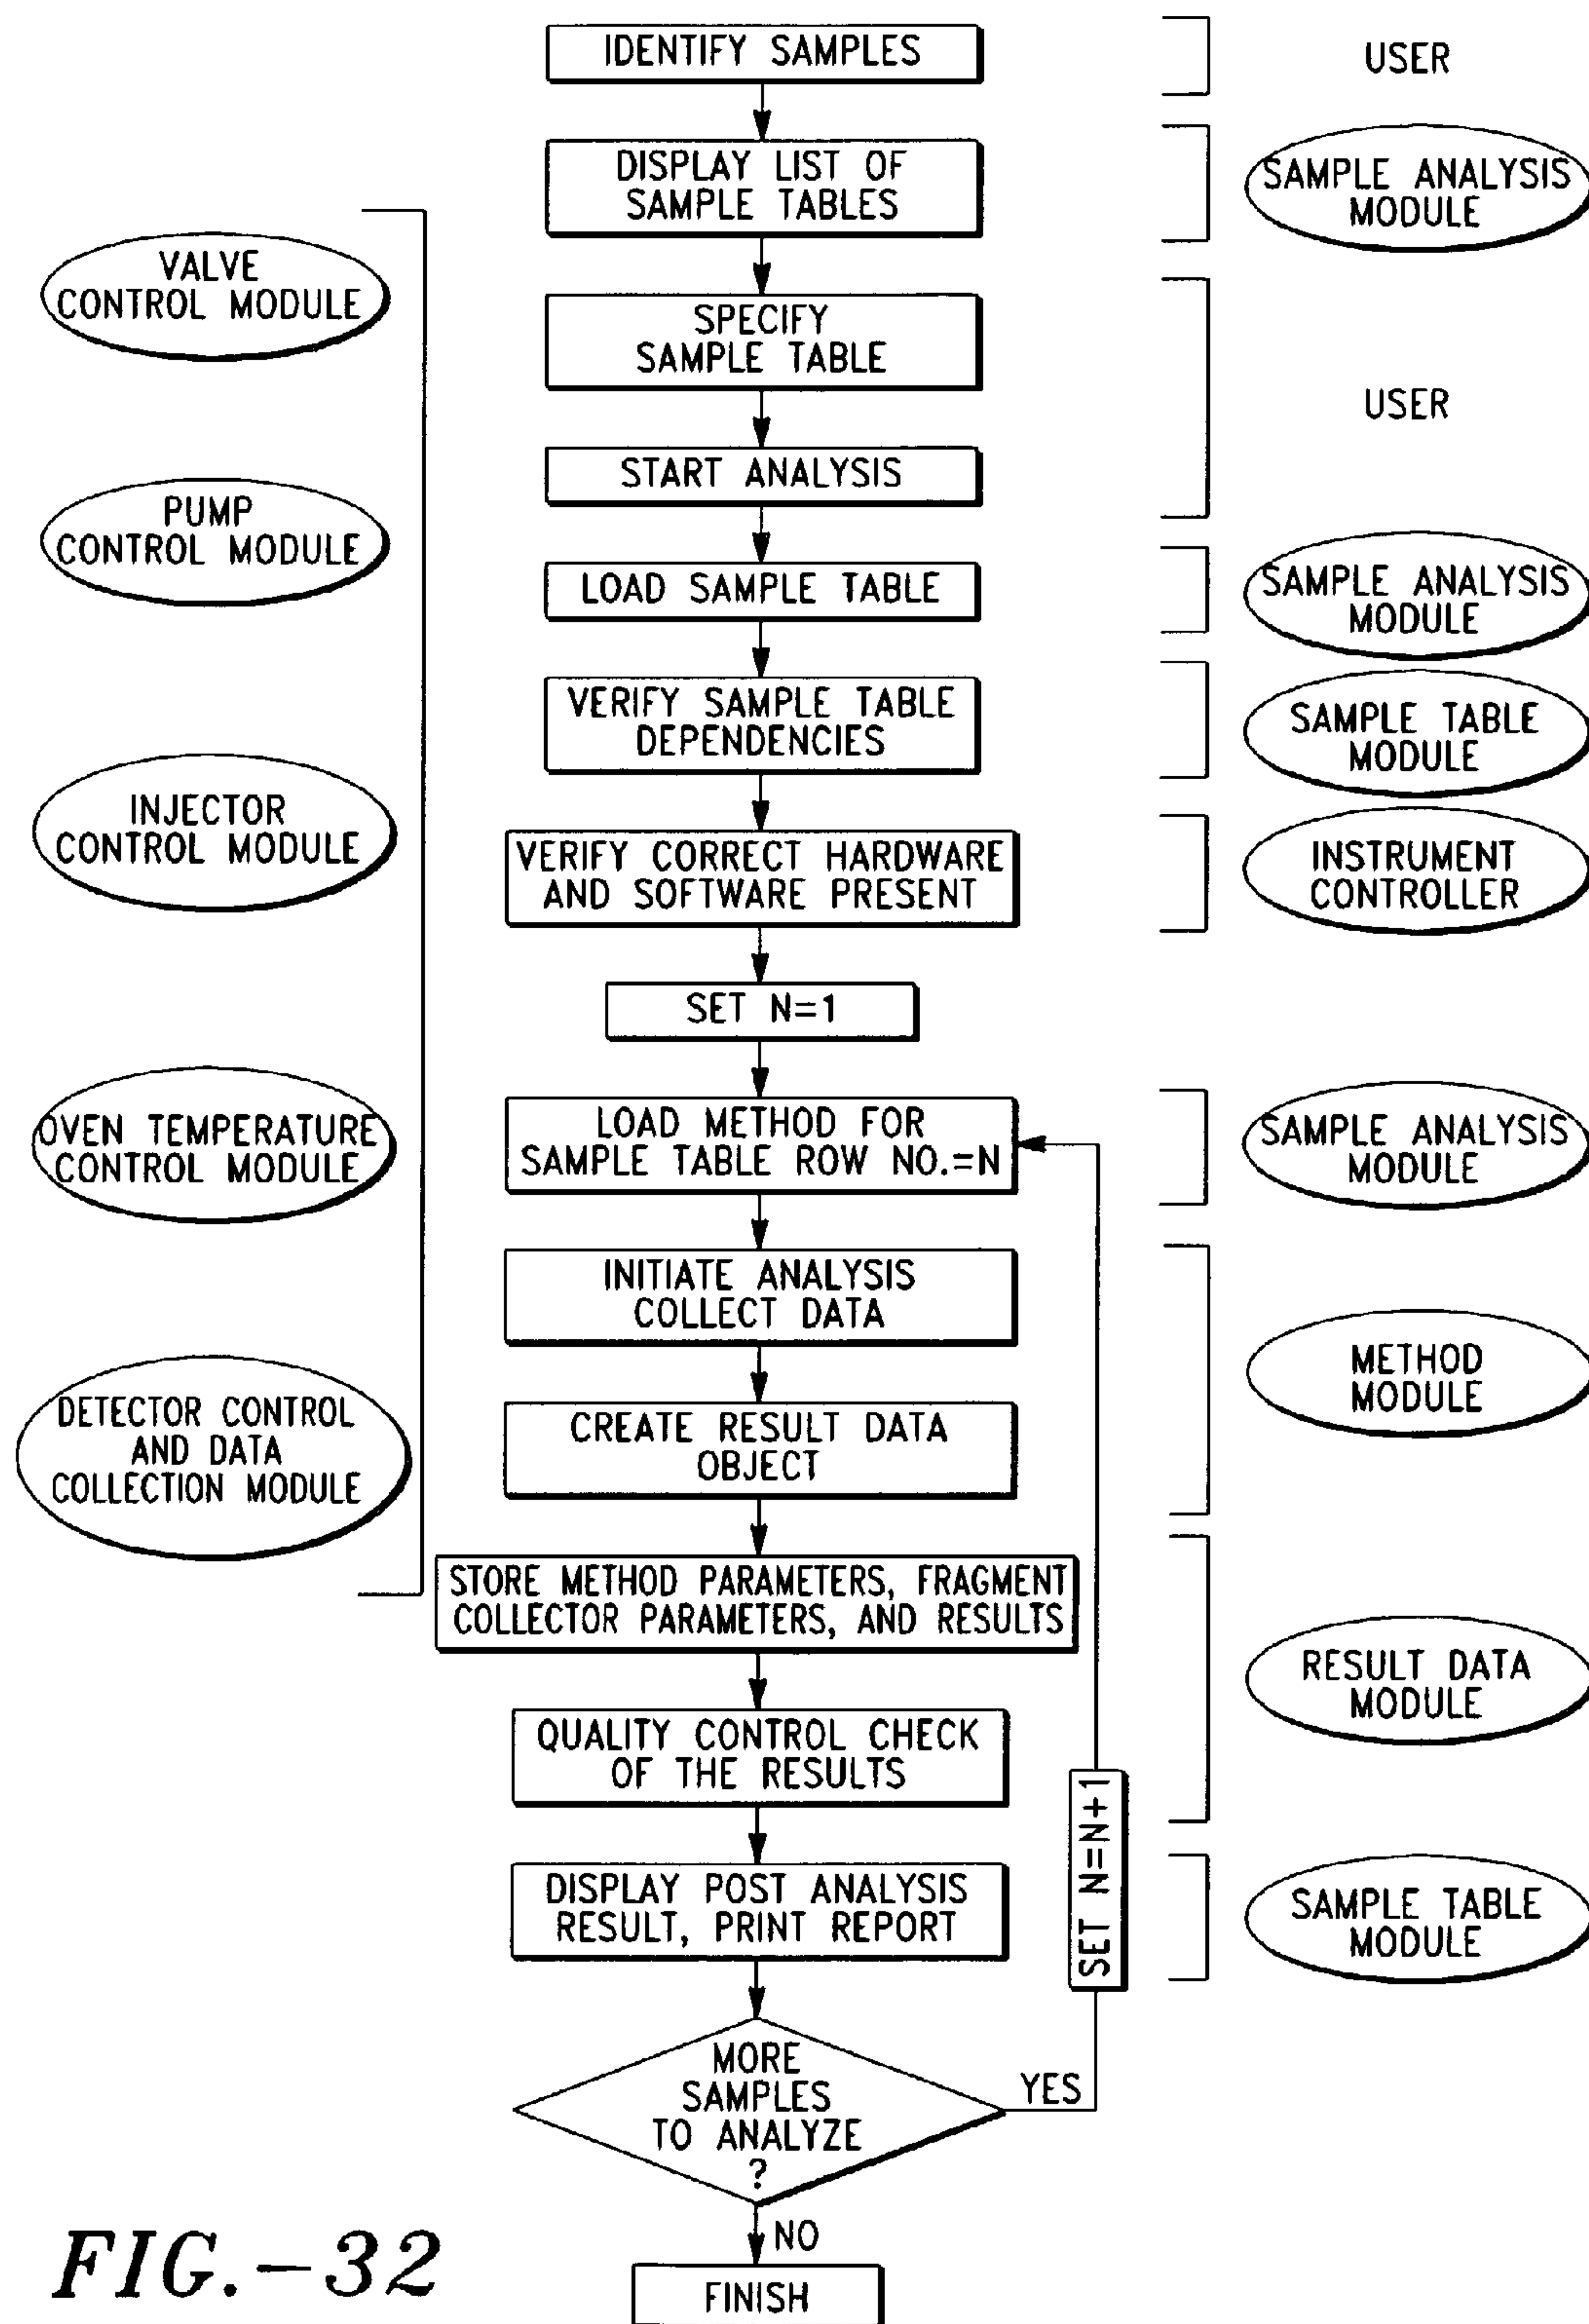 IDENTIFY SAMPLES
USER
DISPLAY LIST OF
SAMPLE TABLES
SAMPLE ANALYSIS
MODULE
VALVE
CONTROL MODULE
SPECIFY
SAMPLE TABLE
USER
START ANALYSIS
PUMP
CONTROL MODULE
LOAD SAMPLE TABLE
SAMPLE ANALYSIS
MODULE
VERIFY SAMPLE TABLE
DEPENDENCIES
SAMPLE TABLE
MODULE
INJECTOR
CONTROL MODULE
VERIFY CORRECT HARDWARE
AND SOFTWARE PRESENT
INSTRUMENT
CONTROLLER
SET N=1
OVEN TEMPERATURE
CONTROL MODULE
LOAD METHOD FOR
SAMPLE TABLE ROW NO.=N
SAMPLE ANALYSIS
MODULE
INITIATE ANALYSIS
COLLECT DATA
METHOD
MODULE
DETECTOR CONTROL
AND DATA
COLLECTION MODULE
CREATE RESULT DATA
OBJECT
STORE METHOD PARAMETERS, FRAGMENT
COLLECTOR PARAMETERS, AND RESULTS
RESULT DATA
MODULE
QUALITY CONTROL CHECK
OF THE RESULTS
SET N=N+1
DISPLAY POST ANALYSIS
RESULT, PRINT REPORT
SAMPLE TABLE
MODULE
MORE
SAMPLES
TO ANALYZE
?
YES
NO
FINISH
FIG.-32